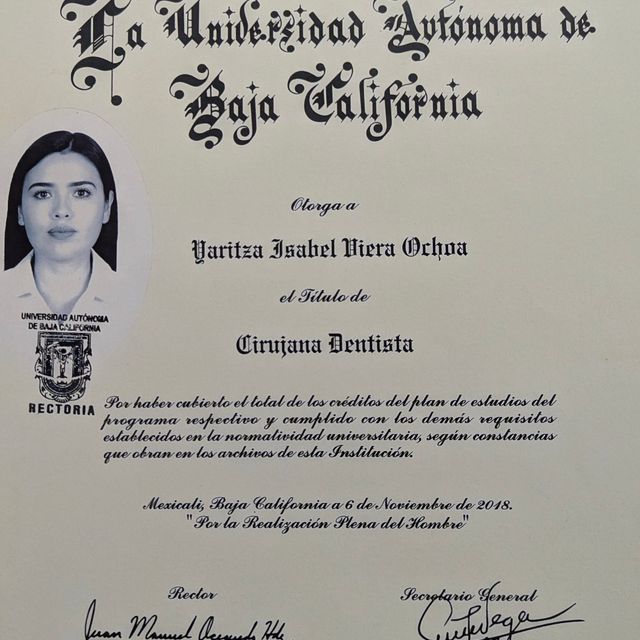 La Universidad Autónoma de
Baja California
Otorga a
Yaritza Isabel Viera Ochoa
el Título de
Cirujana Dentista
UNIVERSIDAD AUTÓNOMA
DE BAJA CALIFORNIA
RECTORIA
Por haber cubierto el total de los créditos del plan de estudios del
programa respectivo y cumplido con los demás requisitos
establecidos en la normatividad universitaria, según constancias
que obran en los archivos de esta Institución.
Mexicali, Baja California a 6 de Noviembre de 2018.
"Por la Realización Plena del Hombre"
Rector
Secretario General
Juan Manuel